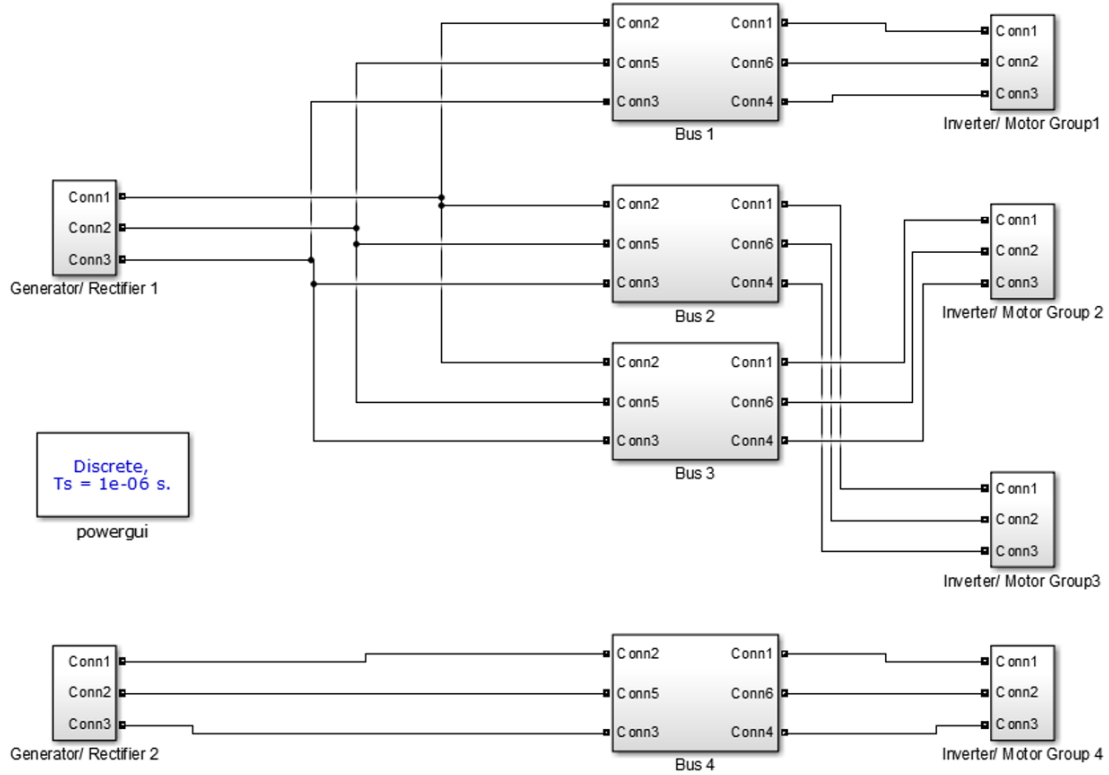 Conn2
Conn5
Conn3
Conn1
Conn6
Conn4
Bus 1
Conn1
Conn2
Conn3
Inverter/ Motor Group1
Conn1
Conn2
Conn3
Generator/ Rectifier 1
Conn2
Conn5
Conn3
Conn1
Conn6
Conn4
Bus 2
Conn1
Conn2
Conn3
Inverter/ Motor Group 2
Conn2
Conn5
Conn3
Conn1
Conn6
Conn4
Bus 3
Discrete,
Ts = 1e-06 s.
powergui
Conn1
Conn2
Conn3
Inverter/ Motor Group3
Conn1
Conn2
Conn3
Generator/ Rectifier 2
Conn2
Conn5
Conn3
Conn1
Conn6
Conn4
Bus 4
Conn1
Conn2
Conn3
Inverter/ Motor Group 4